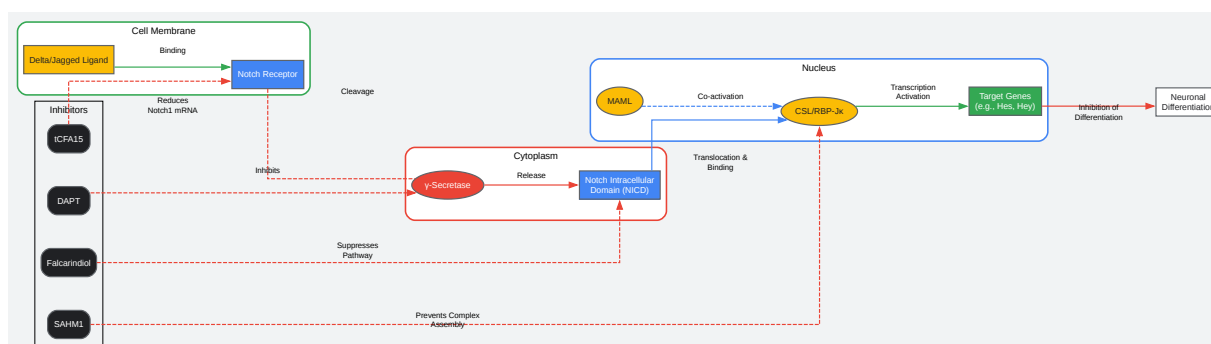 Cell Membrane
Delta/Jagged Ligand
Binding
Notch Receptor
Reduces
Notch1 mRNA
Cleavage
Inhibitors
tCFA15
DAPT
Falcarindiol
SAHM1
Inhibits
Cytoplasm
γ-Secretase
Release
Notch Intracellular
Domain (NICD)
Suppresses
Pathway
Prevents Complex
Assembly
Nucleus
MAML
Co-activation
CSL/RBP-Jκ
Transcription
Activation
Target Genes
(e.g., Hes, Hey)
Translocation &
Binding
Inhibition of
Differentiation
Neuronal
Differentiation